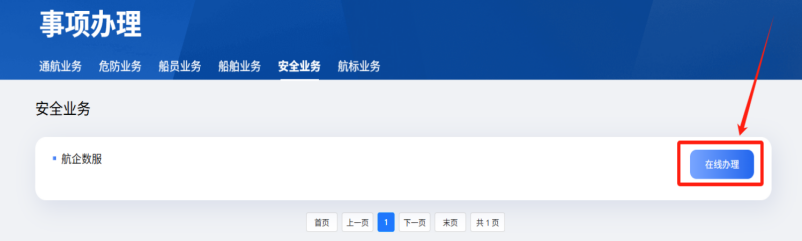 事项办理
通航业务 危防业务 船员业务 船舶业务 安全业务 航标业务
安全业务
航企数服 在线办理
首页 上一页 1 下一页 末页 共 1 页